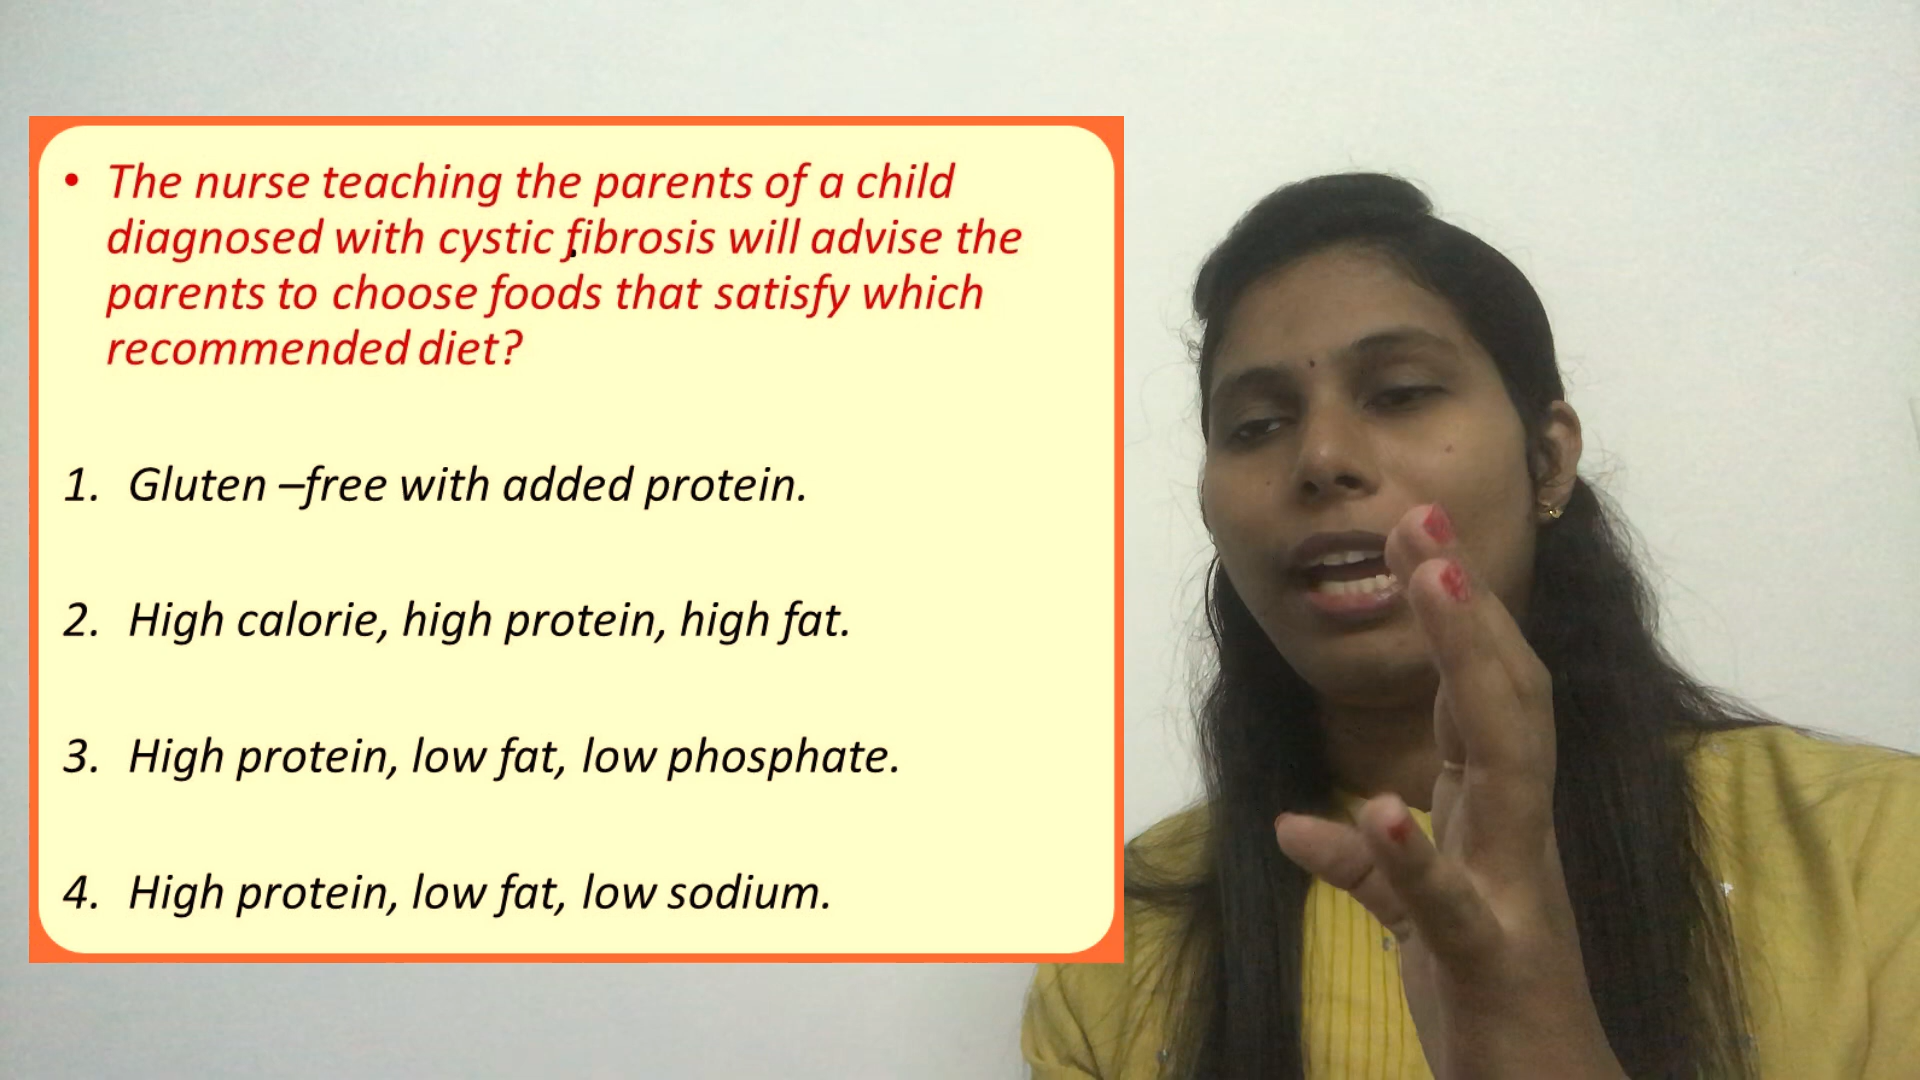 • The nurse teaching the parents of a child
diagnosed with cystic fibrosis will advise the
parents to choose foods that satisfy which
recommended diet?
1. Gluten –free with added protein.
2. High calorie, high protein, high fat.
3. High protein, low fat, low phosphate.
4. High protein, low fat, low sodium.